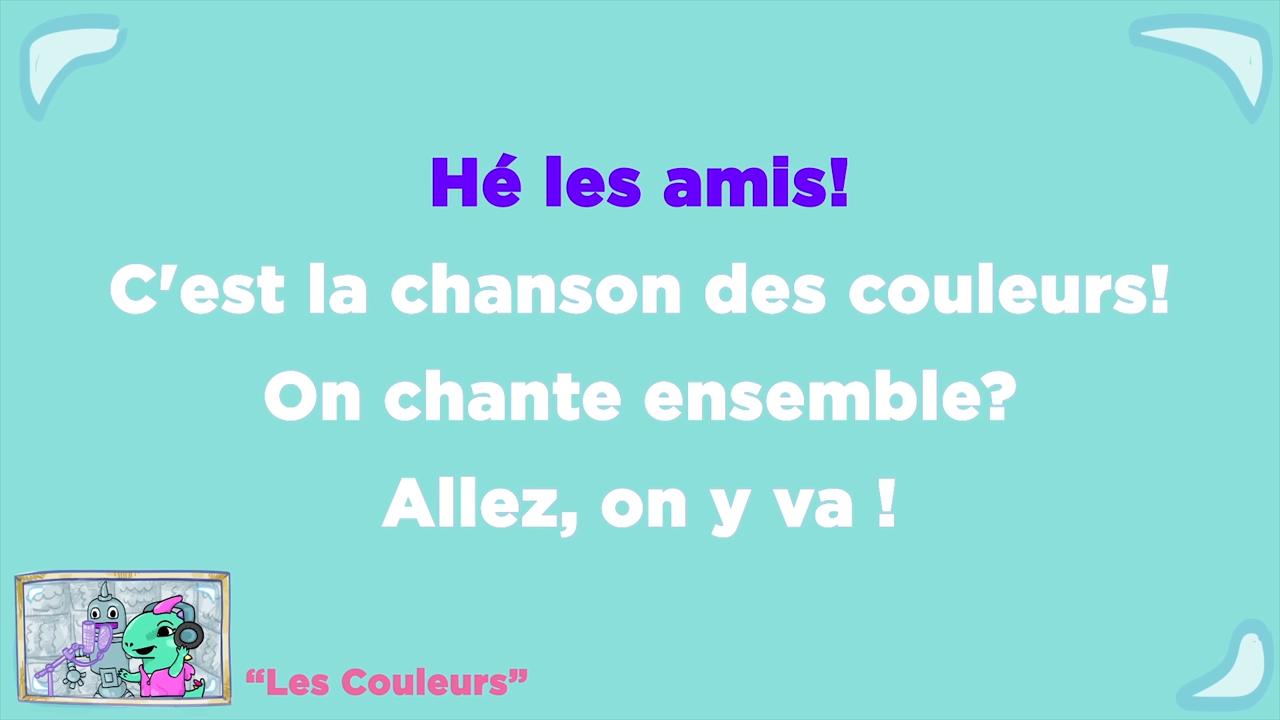 Hé les amis!
C'est la chanson des couleurs!
On chante ensemble?
Allez, on y va !
“Les Couleurs”